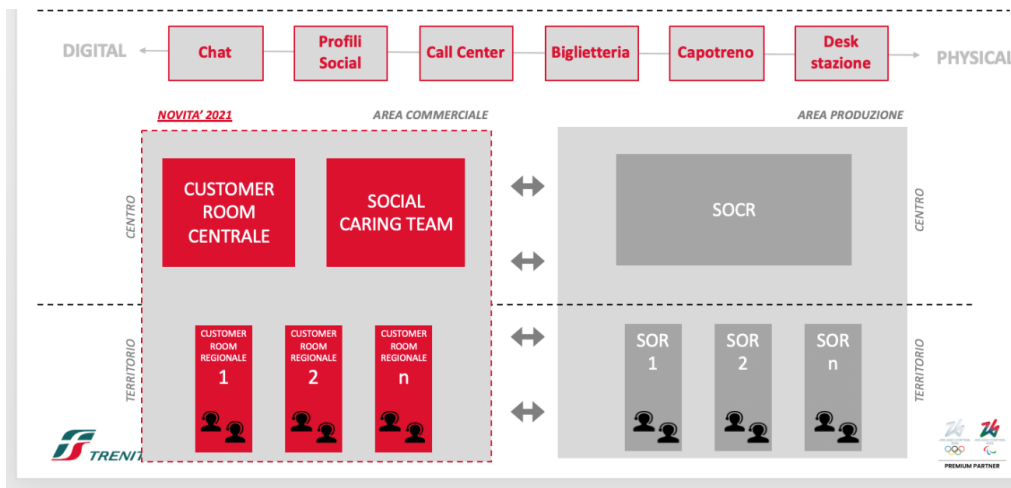 DIGITAL
Chat
Profili
Social
Call Center
Biglietteria
Capotreno
Desk
stazione
PHYSICAL
NOVITA' 2021
AREA COMMERCIALE
AREA PRODUZIONE
CENTRO
CUSTOMER
ROOM
CENTRALE
SOCIAL
CARING TEAM
SOCR
CENTRO
TERRITORIO
CUSTOMER
ROOM
REGIONALE
1
CUSTOMER
ROOM
REGIONALE
2
CUSTOMER
ROOM
REGIONALE
n
SOR
1
SOR
2
SOR
n
TERRITORIO
TRENIT
PREMIUM PARTNER